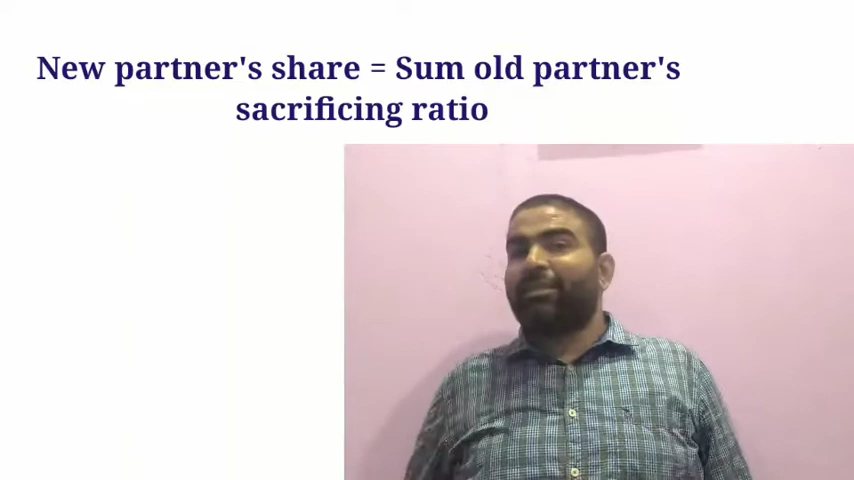 New partner's share = Sum old partner's
sacrificing ratio